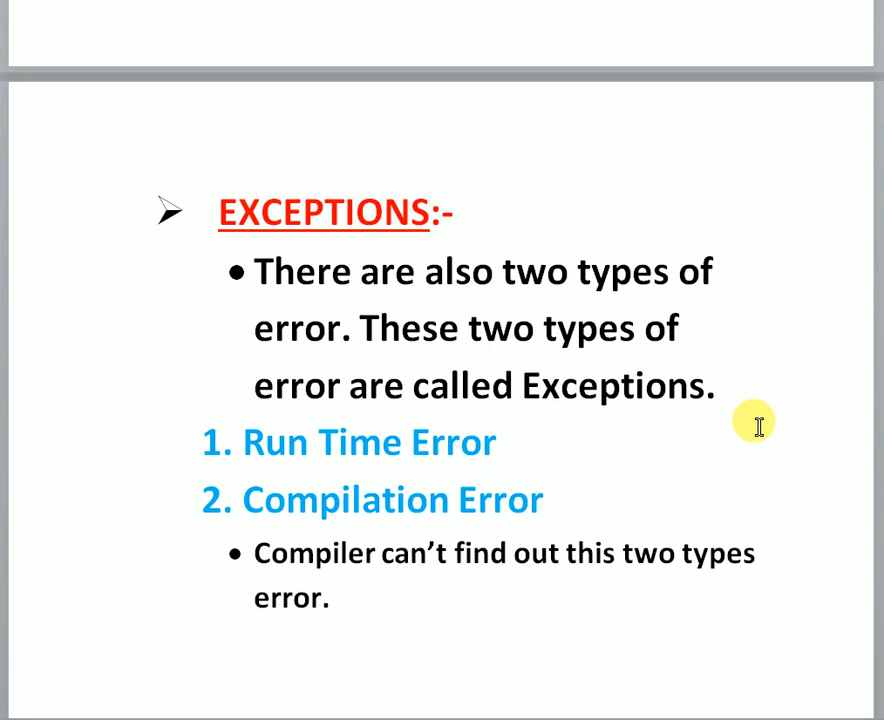 ➢ EXCEPTIONS:-
• There are also two types of
error. These two types of
error are called Exceptions.
1. Run Time Error
2. Compilation Error
• Compiler can’t find out this two types
error.